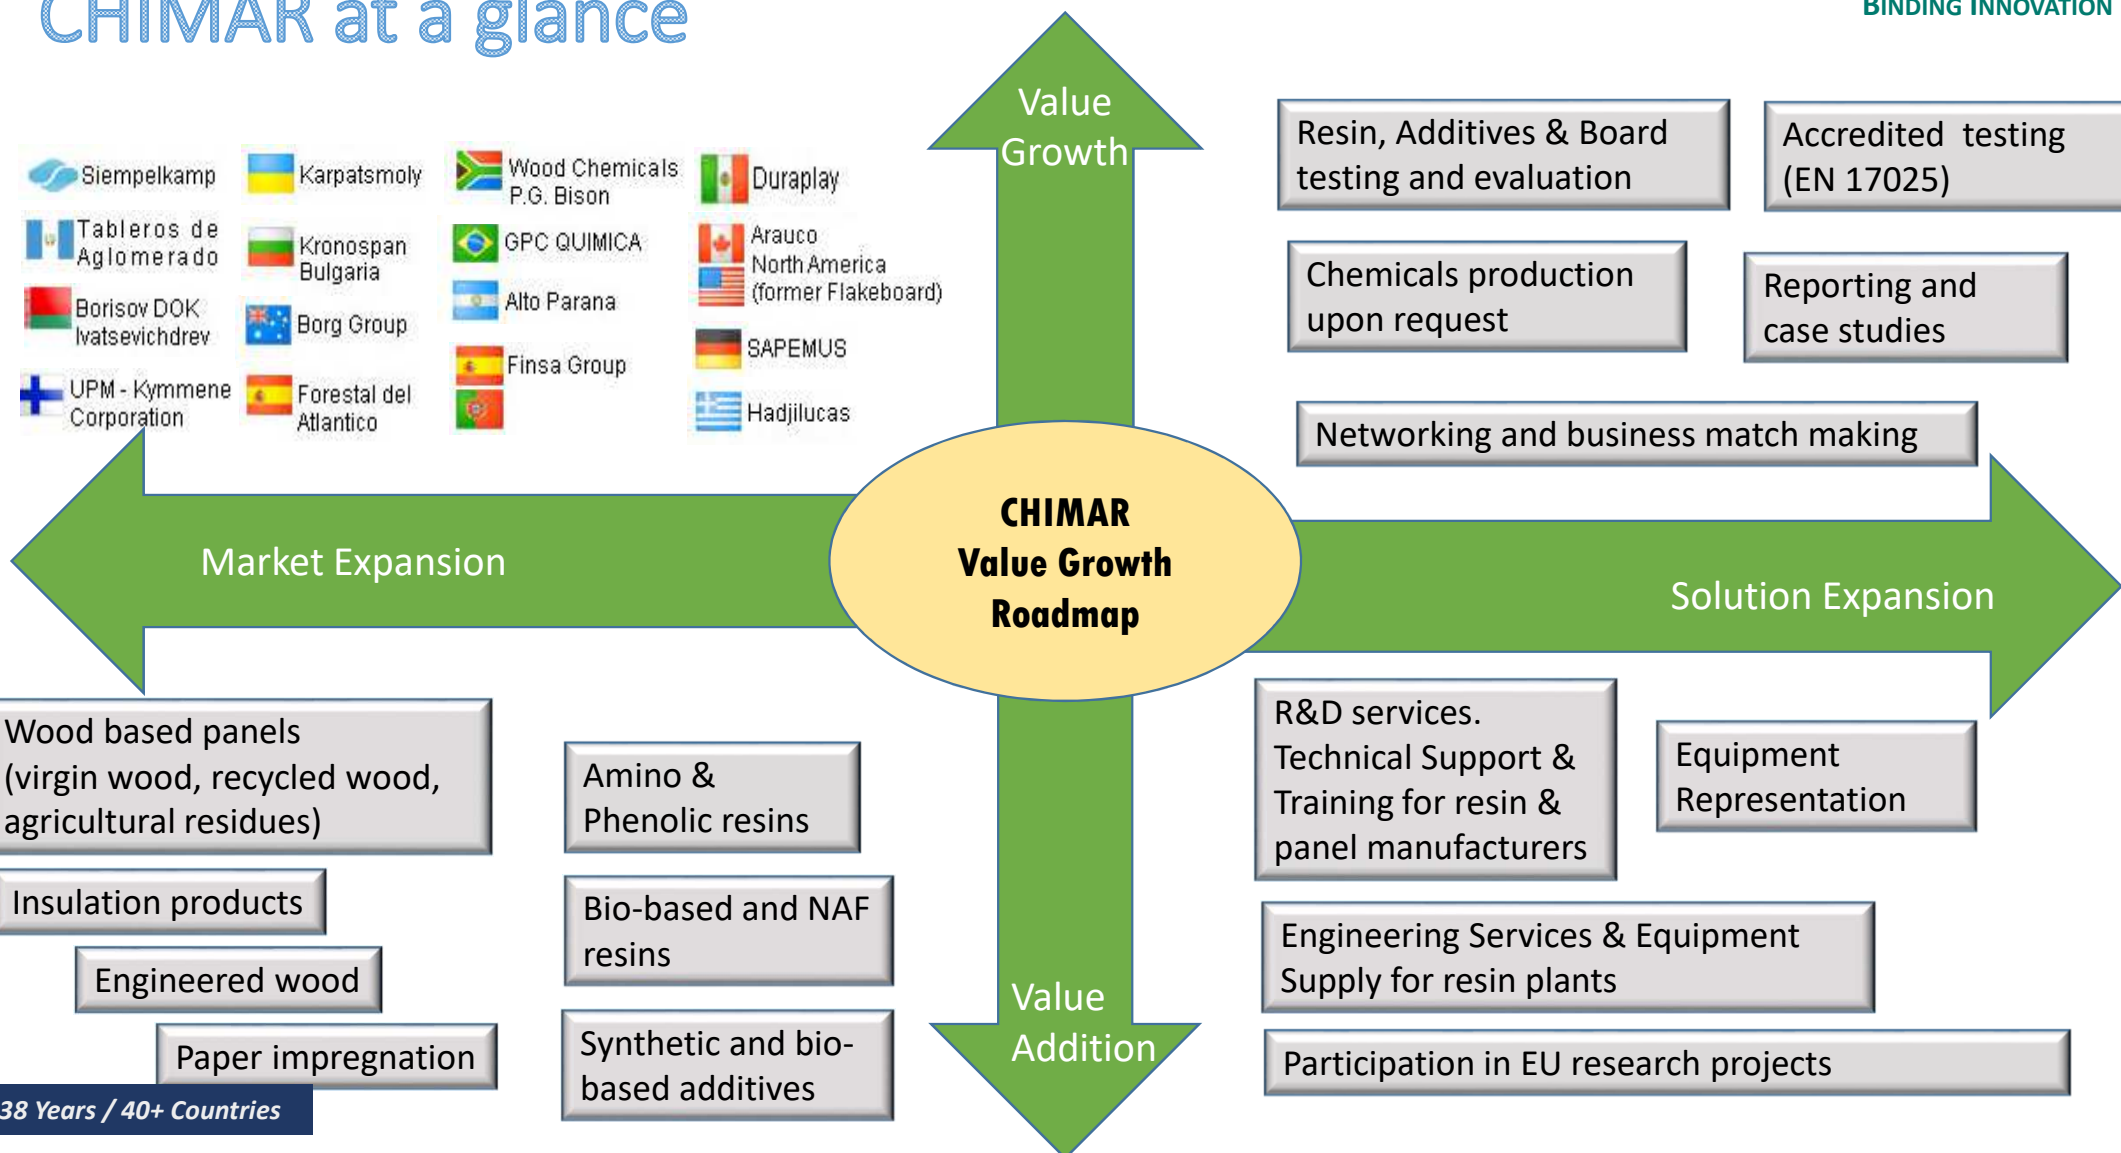 CHIMAR at a glance
BINDING INNOVATION
Siempelkamp
Karpatsmoly
Wood Chemicals
P.G. Bison
Duraplay
Tableros de
Aglomerado
Kronospan
Bulgaria
GPC QUIMICA
Arauco
North America
(former Flakeboard)
Borisov DOK
Ivatsevichdrev
Borg Group
Alto Parana
SAPEMUS
UPM - Kymmene
Corporation
Forestal del
Atlantico
Finsa Group
Hadjilucas
Value
Growth
Resin, Additives & Board
testing and evaluation
Accredited testing
(EN 17025)
Chemicals production
upon request
Reporting and
case studies
Networking and business match making
Market Expansion
CHIMAR
Value Growth
Roadmap
Solution Expansion
Wood based panels
(virgin wood, recycled wood,
agricultural residues)
Insulation products
Engineered wood
Paper impregnation
Amino &
Phenolic resins
Bio-based and NAF
resins
Synthetic and bio-
based additives
Value
Addition
R&D services.
Technical Support &
Training for resin &
panel manufacturers
Equipment
Representation
Engineering Services & Equipment
Supply for resin plants
Participation in EU research projects
38 Years / 40+ Countries